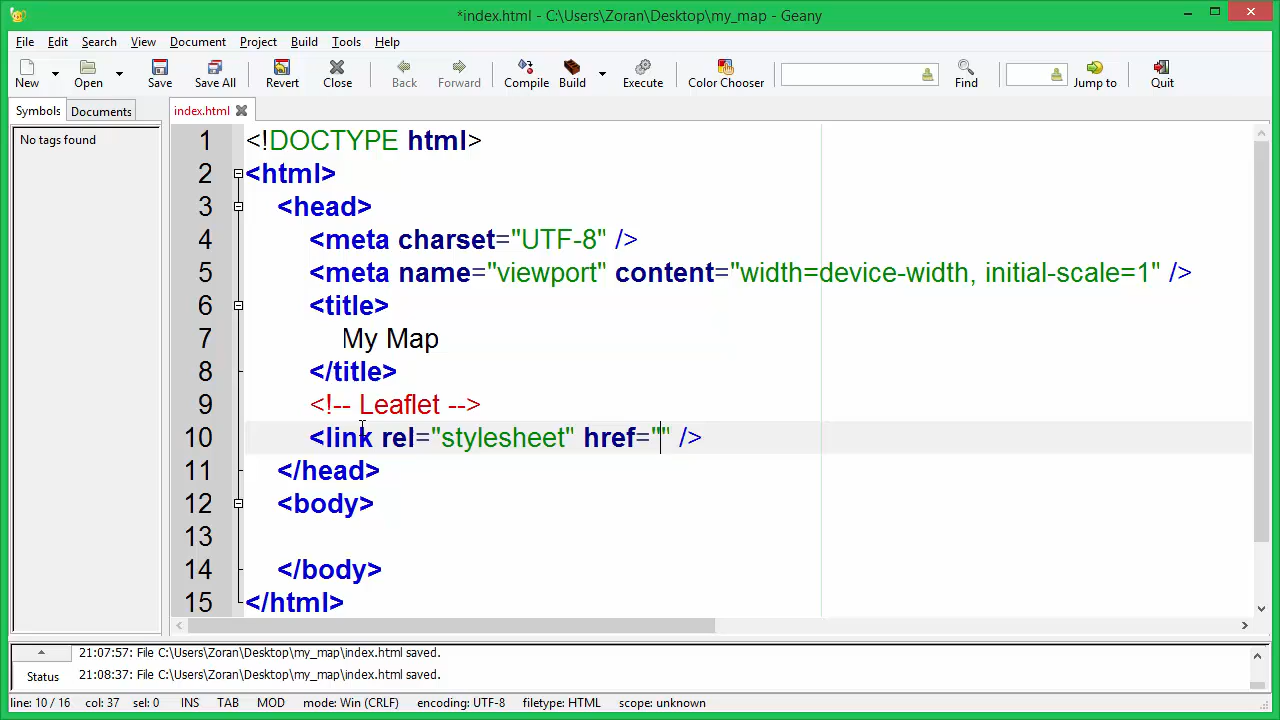 *index.html - C:\Users\Zoran\Desktop\my_map - Geany
File Edit Search View Document Project Build Tools Help
New Open Save Save All Revert Close Back Forward Compile Build Execute Color Chooser Find Jump to Quit
Symbols Documents index.html
No tags found
1 <!DOCTYPE html>
2 <html>
3 <head>
4 <meta charset="UTF-8" />
5 <meta name="viewport" content="width=device-width, initial-scale=1" />
6 <title>
7 My Map
8 </title>
9 <!-- Leaflet -->
10 <link rel="stylesheet" href="" />
11 </head>
12 <body>
13
14 </body>
15 </html>
21:07:57: File C:\Users\Zoran\Desktop\my_map\index.html saved.
Status 21:08:37: File C:\Users\Zoran\Desktop\my_map\index.html saved.
line: 10 / 16 col: 37 sel: 0 INS TAB MOD mode: Win (CRLF) encoding: UTF-8 filetype: HTML scope: unknown